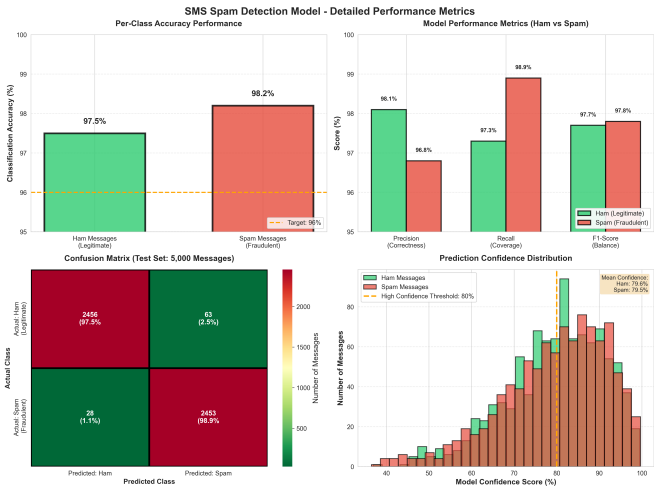 SMS Spam Detection Model - Detailed Performance Metrics
Per-Class Accuracy Performance
100
99
98
97
96
95
Classification Accuracy (%)
97.5%
98.2%
Target: 96%
Ham Messages
(Legitimate)
Spam Messages
(Fraudulent)
Model Performance Metrics (Ham vs Spam)
100
99
98
97
96
95
Score (%)
98.1%
96.8%
97.3%
98.9%
97.7%
97.8%
Ham (Legitimate)
Spam (Fraudulent)
Precision
(Correctness)
Recall
(Coverage)
F1-Score
(Balance)
Confusion Matrix (Test Set: 5,000 Messages)
Actual Class
Actual: Ham
(Legitimate)
Actual: Spam
(Fraudulent)
2456
(97.5%)
63
(2.5%)
28
(1.1%)
2453
(98.9%)
Predicted: Ham
Predicted: Spam
Predicted Class
2000
1500
1000
500
Number of Messages
Prediction Confidence Distribution
Ham Messages
Spam Messages
High Confidence Threshold: 80%
Mean Confidence:
Ham: 79.6%
Spam: 79.5%
80
60
40
20
0
Number of Messages
40
50
60
70
80
90
100
Model Confidence Score (%)